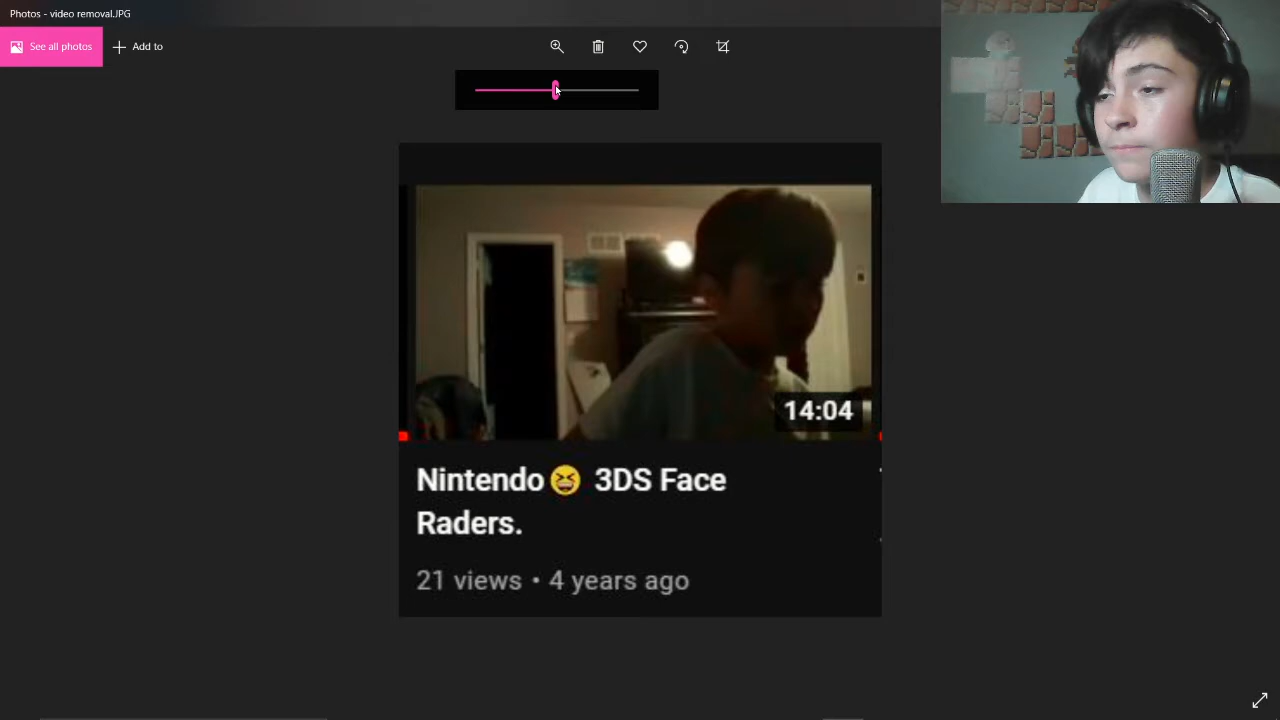 Photos - video removal.JPG
See all photos
Add to
14:04
Nintendo😆 3DS Face
Raders.
21 views • 4 years ago